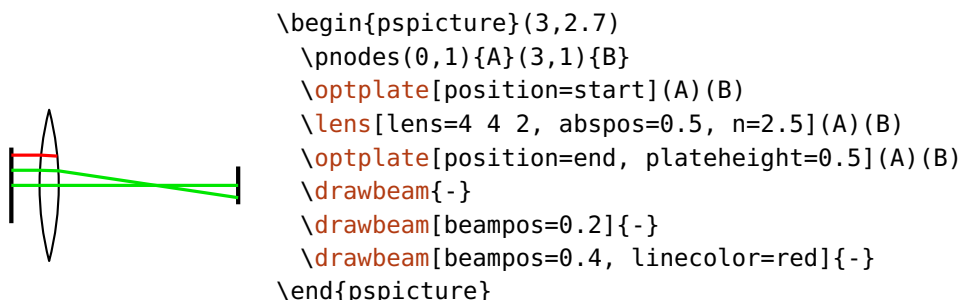 \begin{pspicture}(3,2.7)
  \pnodes(0,1){A}(3,1){B}
  \optplate[position=start](A)(B)
  \lens[lens=4 4 2, abspos=0.5, n=2.5](A)(B)
  \optplate[position=end, plateheight=0.5](A)(B)
  \drawbeam{-}
  \drawbeam[beampos=0.2]{-}
  \drawbeam[beampos=0.4, linecolor=red]{-}
\end{pspicture}